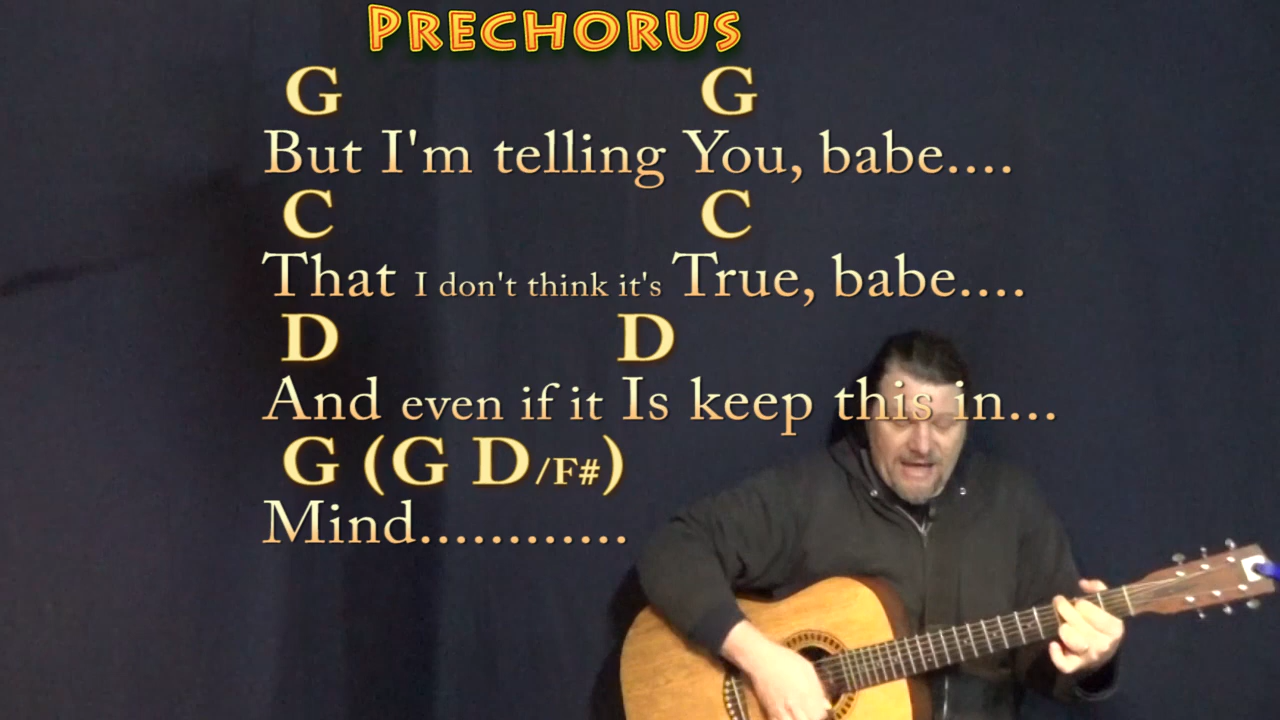 PRECHORUS
G G
But I'm telling You, babe....
C C
That I don't think it's True, babe....
D D
And even if it Is keep this in...
G (G D/F#)
Mind............